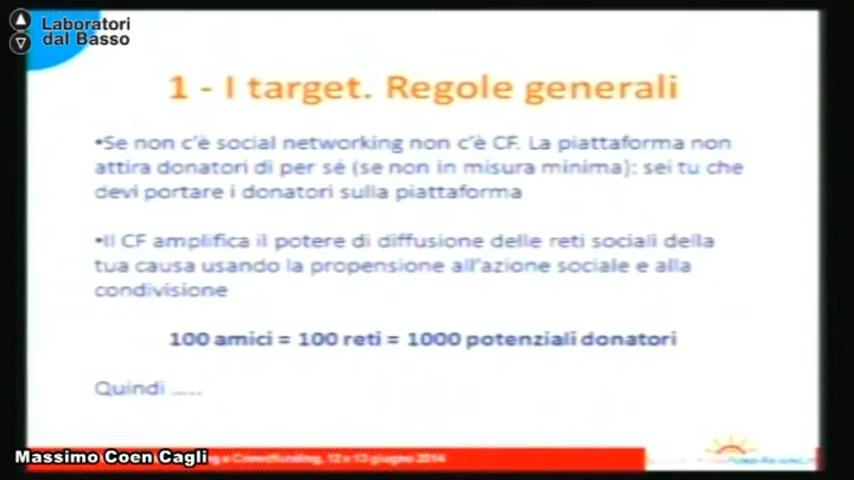 Laboratori
dal Basso
1 - I target. Regole generali
•Se non c'è social networking non c'è CF. La piattaforma non
attira donatori di per sé (se non in misura minima): sei tu che
devi portare i donatori sulla piattaforma
•Il CF amplifica il potere di diffusione delle reti sociali della
tua causa usando la propensione all'azione sociale e alla
condivisione
100 amici = 100 reti = 1000 potenziali donatori
Quindi .....
Massimo Coen Cagli
e Crowdfunding, 12 e 13 giugno 2014